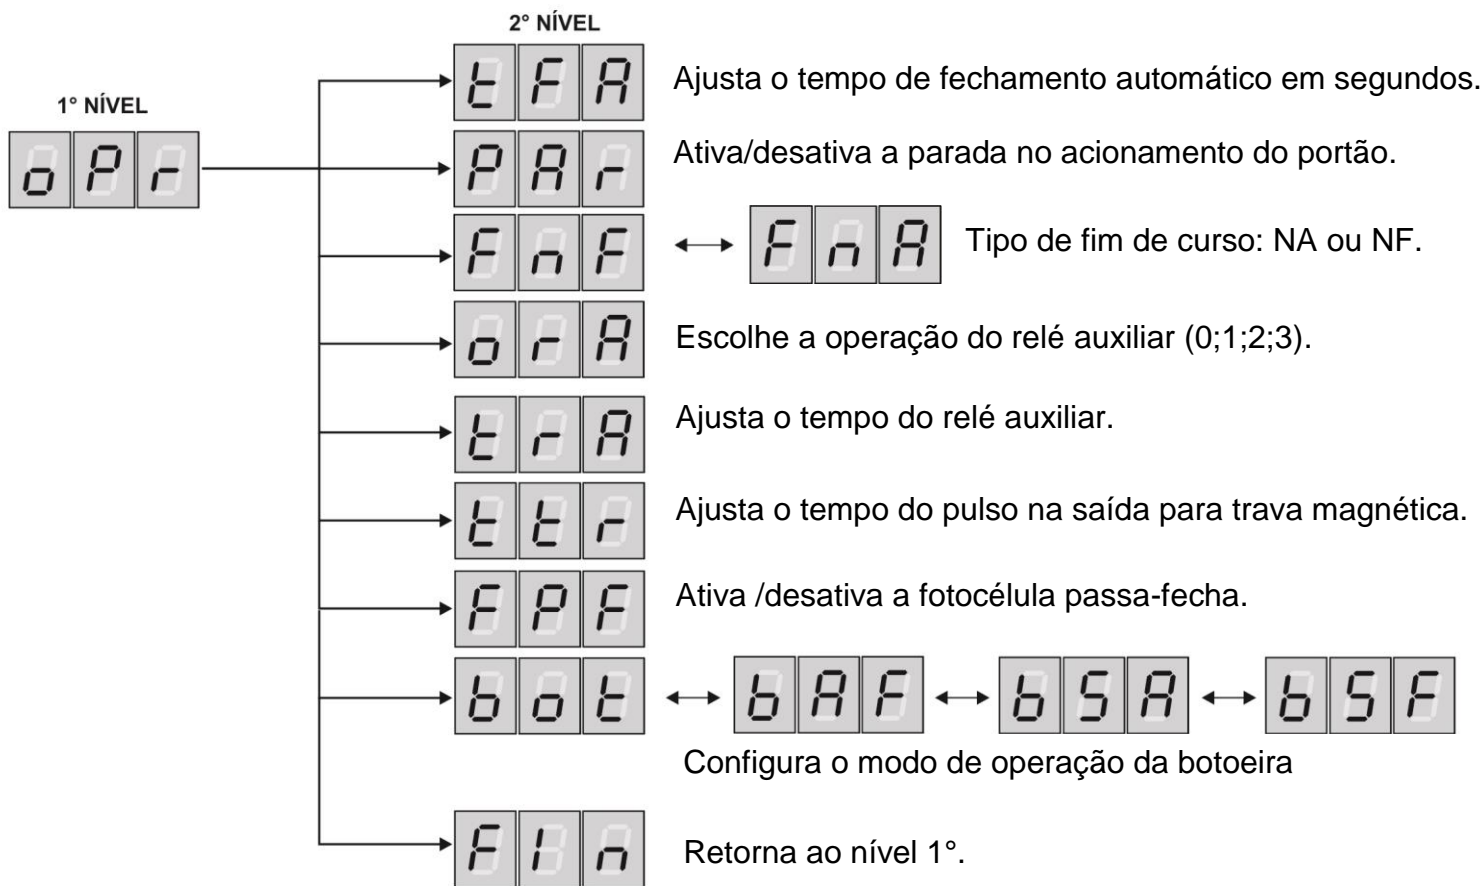 2° NÍVEL
tFA Ajusta o tempo de fechamento automático em segundos.
1° NÍVEL
oPr
PAr Ativa/desativa a parada no acionamento do portão.
FnF FnA Tipo de fim de curso: NA ou NF.
orA Escolhe a operação do relé auxiliar (0;1;2;3).
trA Ajusta o tempo do relé auxiliar.
ttr Ajusta o tempo do pulso na saída para trava magnética.
FPF Ativa /desativa a fotocélula passa-fecha.
bot bAF bSA bSF
Configura o modo de operação da botoeira
FIn Retorna ao nível 1°.